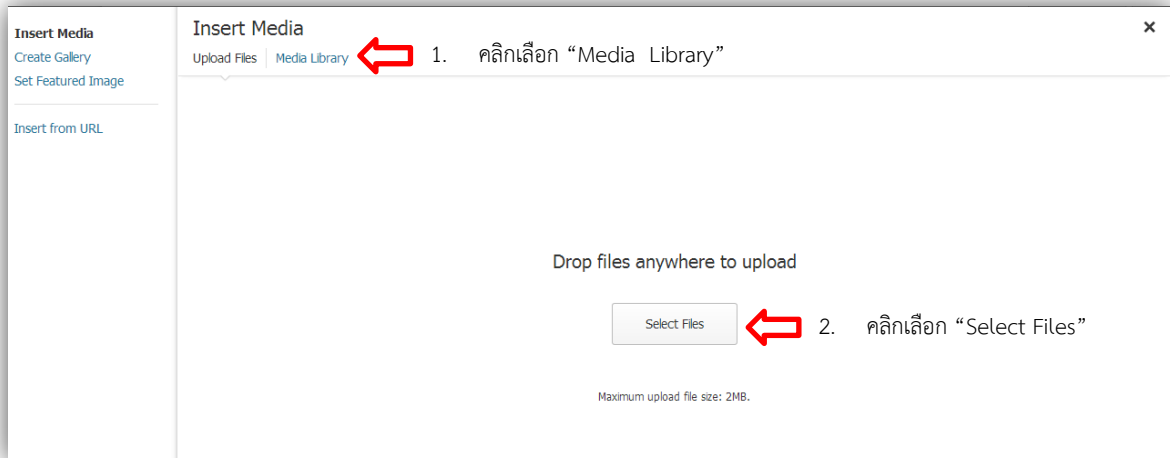 Insert Media
Create Gallery
Set Featured Image
Insert from URL
Insert Media
Upload Files Media Library
1. คลิกเลือก “Media Library”
Drop files anywhere to upload
Select Files
2. คลิกเลือก “Select Files”
Maximum upload file size: 2MB.